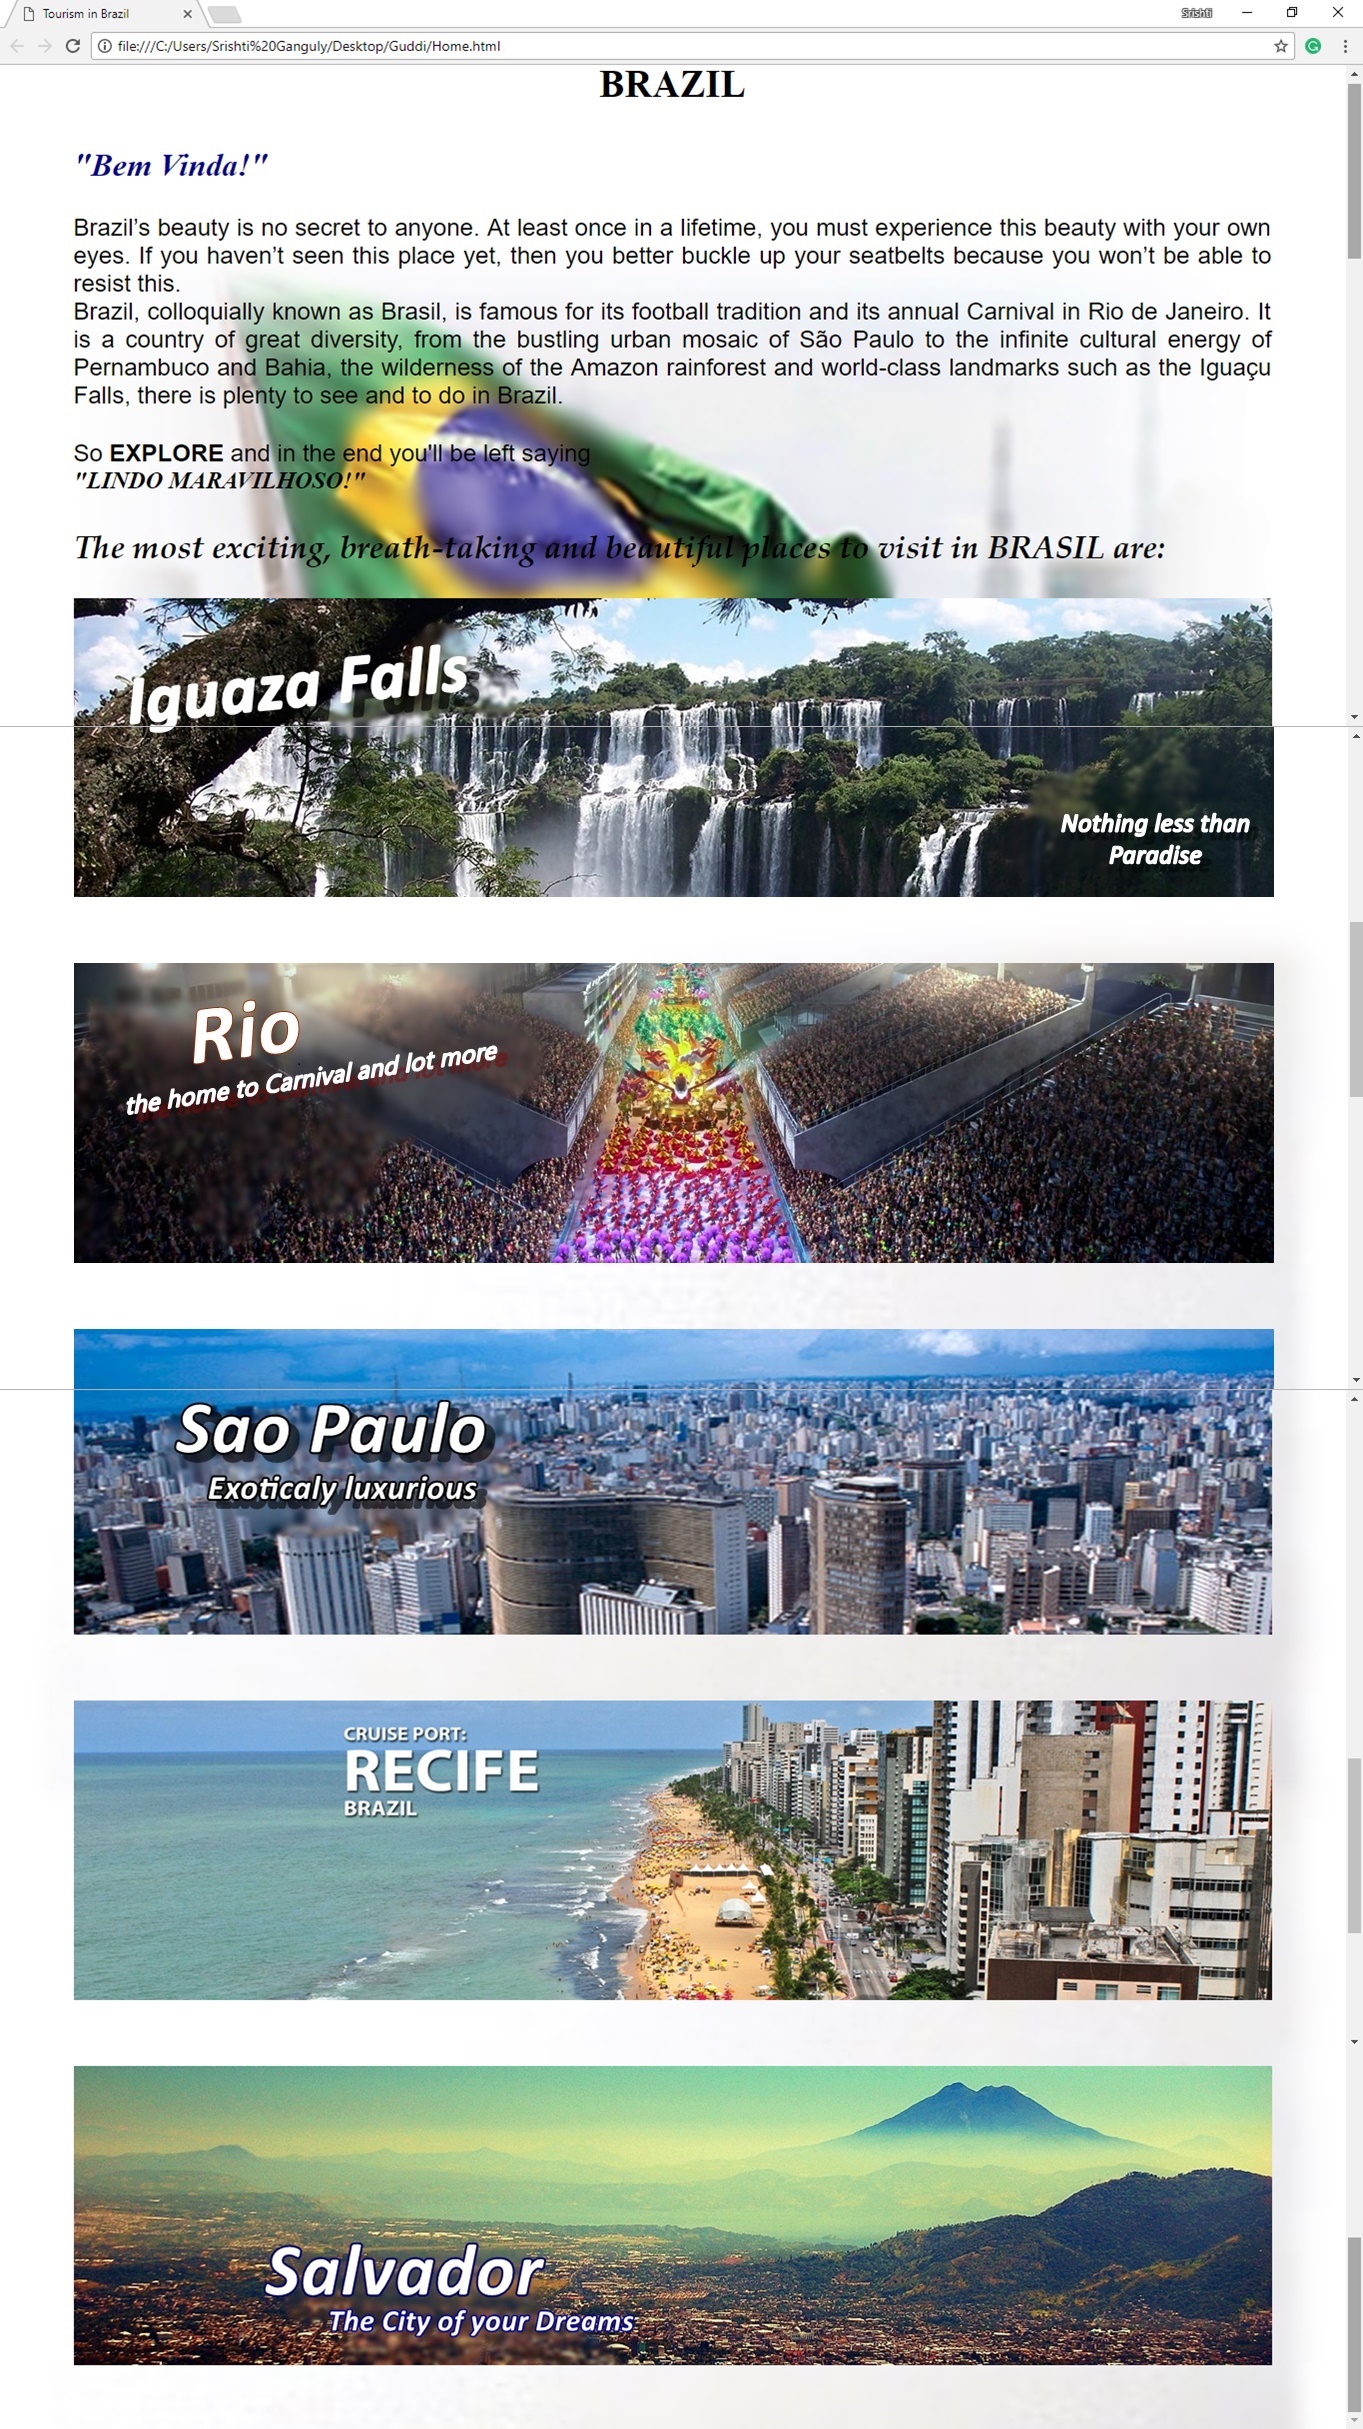 Tourism in Brazil
Srishti
file:///C:/Users/Srishti%20Ganguly/Desktop/Guddi/Home.html
BRAZIL
"Bem Vinda!"
Brazil’s beauty is no secret to anyone. At least once in a lifetime, you must experience this beauty with your own
eyes. If you haven’t seen this place yet, then you better buckle up your seatbelts because you won’t be able to
resist this.
Brazil, colloquially known as Brasil, is famous for its football tradition and its annual Carnival in Rio de Janeiro. It
is a country of great diversity, from the bustling urban mosaic of São Paulo to the infinite cultural energy of
Pernambuco and Bahia, the wilderness of the Amazon rainforest and world-class landmarks such as the Iguaçu
Falls, there is plenty to see and to do in Brazil.
So EXPLORE and in the end you'll be left saying
"LINDO MARAVILHOSO!"
The most exciting, breath-taking and beautiful places to visit in BRASIL are:
Iguaza Falls
Nothing less than
Paradise
Rio
the home to Carnival and lot more
Sao Paulo
Exoticaly luxurious
CRUISE PORT:
RECIFE
BRAZIL
Salvador
The City of your Dreams